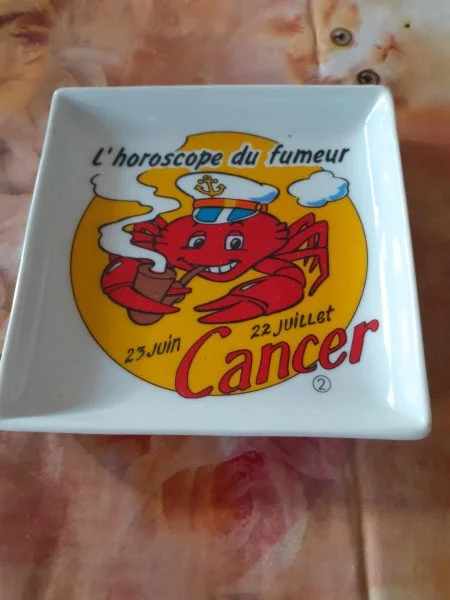 L'horoscope du fumeur
23 JUIN
22 JUILLET
Cancer
2